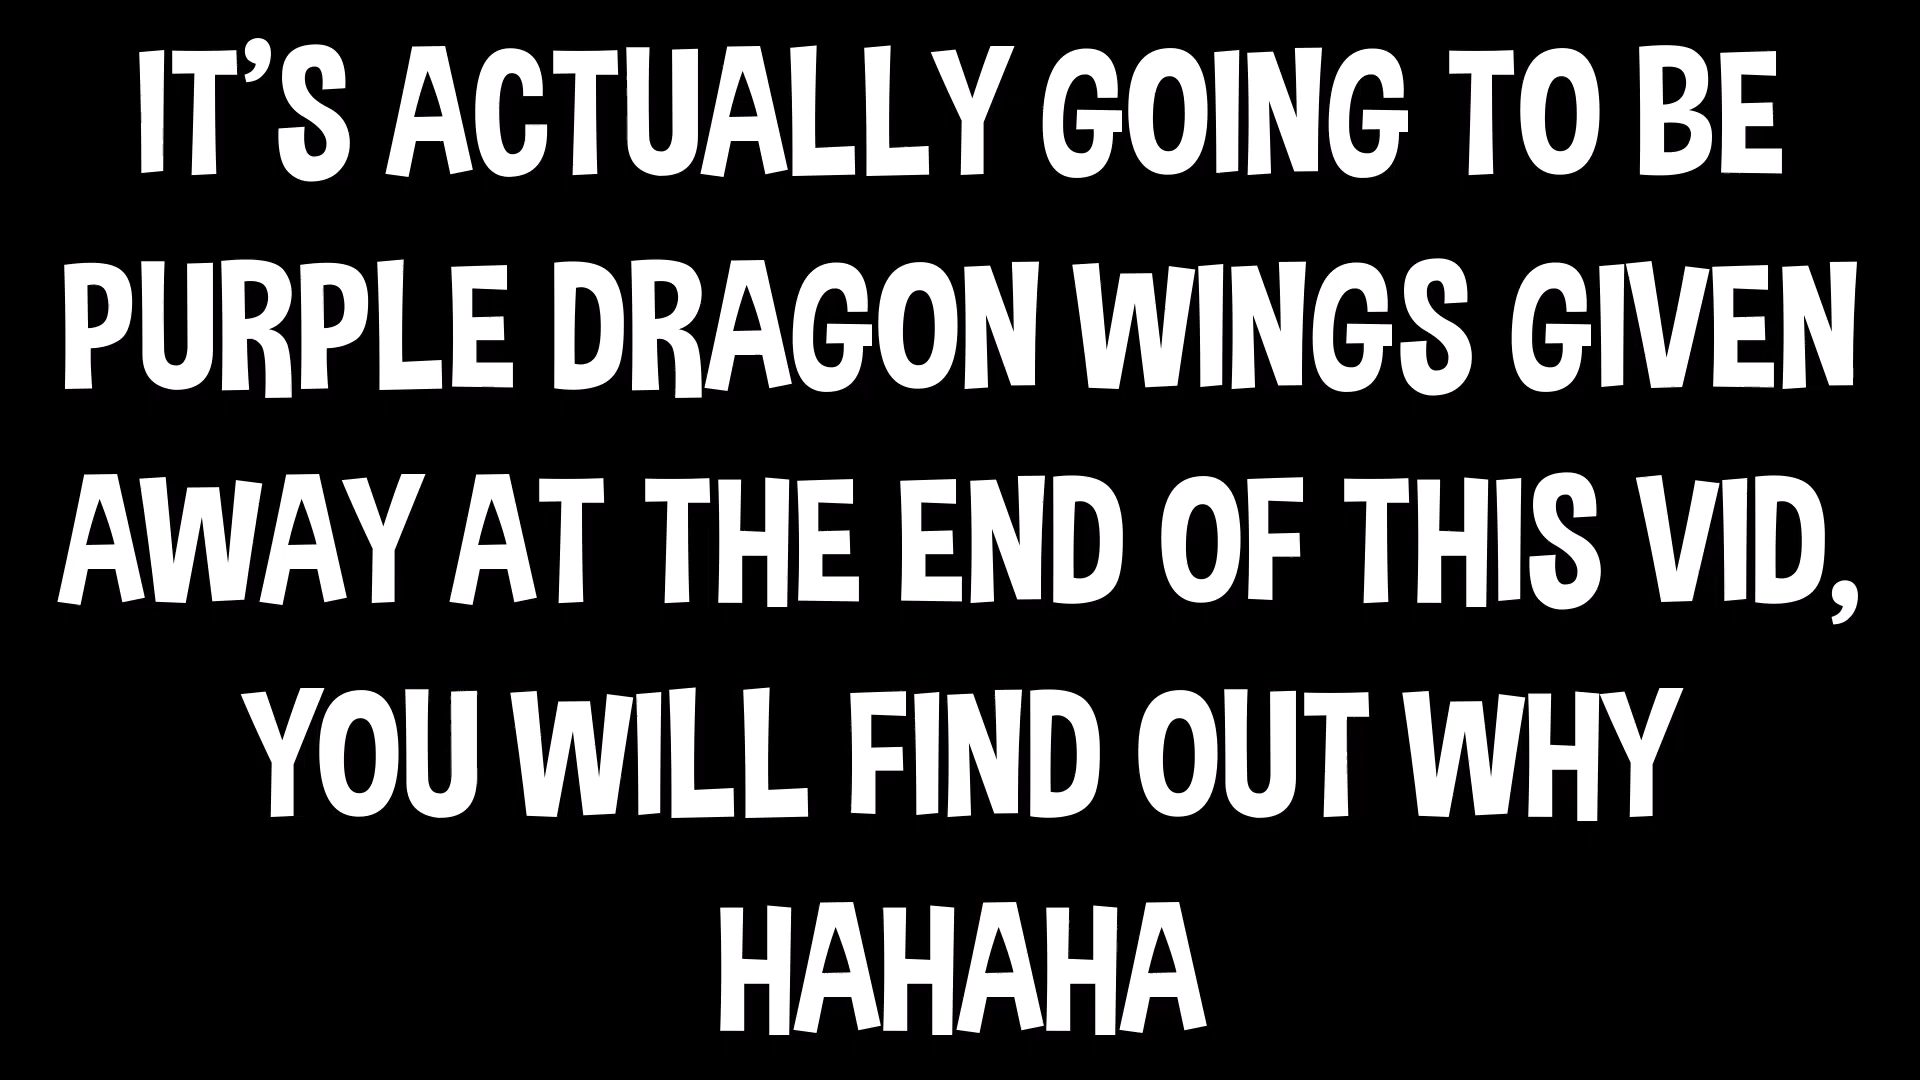 IT'S ACTUALLY GOING TO BE
PURPLE DRAGON WINGS GIVEN
AWAY AT THE END OF THIS VID,
YOU WILL FIND OUT WHY
HAHAHA